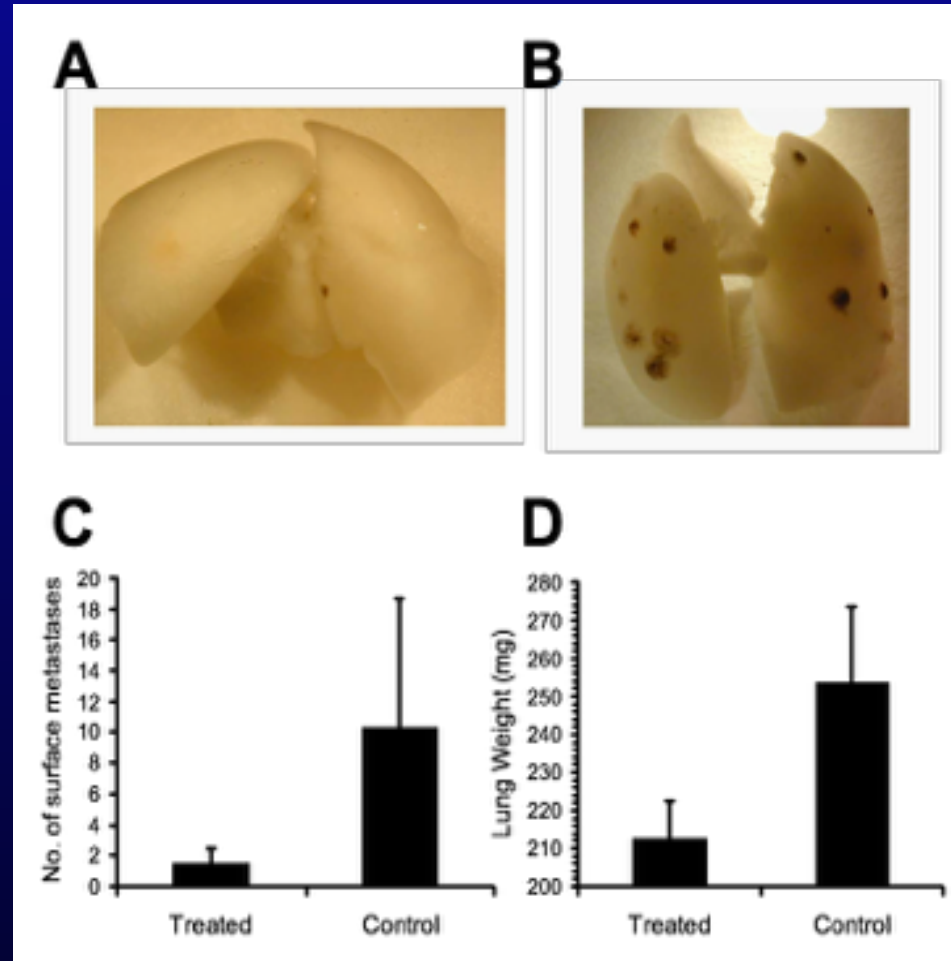 A
B
C
No. of surface metastases
20
18
16
14
12
10
8
6
4
2
0
Treated
Control
D
Lung Weight (mg)
280
270
260
250
240
230
220
210
200
Treated
Control